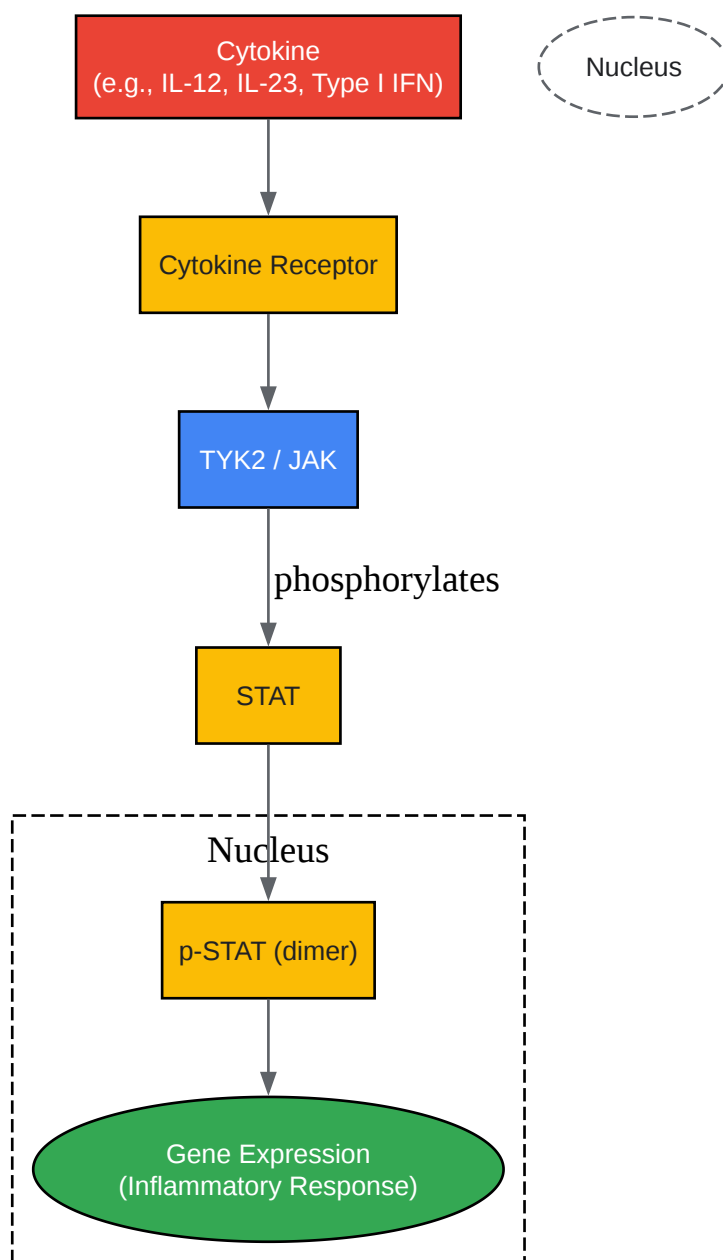 Cytokine
(e.g., IL-12, IL-23, Type I IFN)
Nucleus
Cytokine Receptor
TYK2 / JAK
phosphorylates
STAT
Nucleus
p-STAT (dimer)
Gene Expression
(Inflammatory Response)